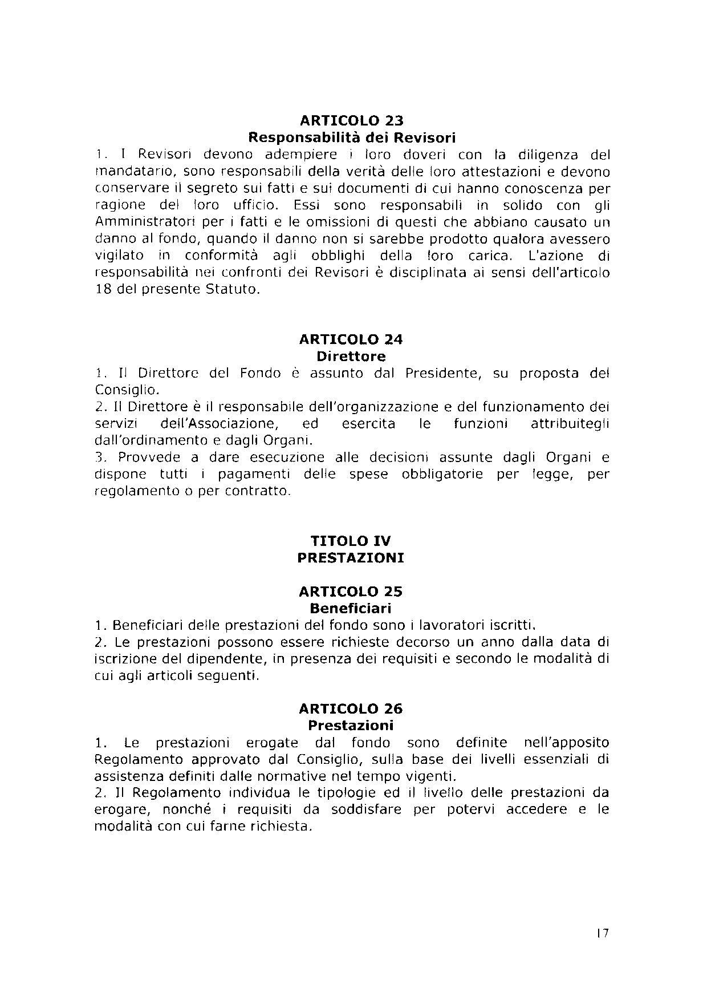 ARTICOLO 23
Responsabilità dei Revisori
1. I Revisori devono adempiere i loro doveri con la diligenza del
mandatario, sono responsabili della verità delle loro attestazioni e devono
conservare il segreto sui fatti e sui documenti di cui hanno conoscenza per
ragione del loro ufficio. Essi sono responsabili in solido con gli
Amministratori per i fatti e le omissioni di questi che abbiano causato un
danno al fondo, quando il danno non si sarebbe prodotto qualora avessero
vigilato in conformità agli obblighi della loro carica. L'azione di
responsabilità nei confronti dei Revisori è disciplinata ai sensi dell'articolo
18 del presente Statuto.
ARTICOLO 24
Direttore
1. Il Direttore del Fondo è assunto dal Presidente, su proposta del
Consiglio.
2. Il Direttore è il responsabile dell'organizzazione e del funzionamento dei
servizi dell'Associazione, ed esercita le funzioni attribuitegli
dall'ordinamento e dagli Organi.
3. Provvede a dare esecuzione alle decisioni assunte dagli Organi e
dispone tutti i pagamenti delle spese obbligatorie per legge, per
regolamento o per contratto.
TITOLO IV
PRESTAZIONI
ARTICOLO 25
Beneficiari
1. Beneficiari delle prestazioni del fondo sono i lavoratori iscritti.
2. Le prestazioni possono essere richieste decorso un anno dalla data di
iscrizione del dipendente, in presenza dei requisiti e secondo le modalità di
cui agli articoli seguenti.
ARTICOLO 26
Prestazioni
1. Le prestazioni erogate dal fondo sono definite nell'apposito
Regolamento approvato dal Consiglio, sulla base dei livelli essenziali di
assistenza definiti dalle normative nel tempo vigenti.
2. Il Regolamento individua le tipologie ed il livello delle prestazioni da
erogare, nonché i requisiti da soddisfare per potervi accedere e le
modalità con cui farne richiesta.
17